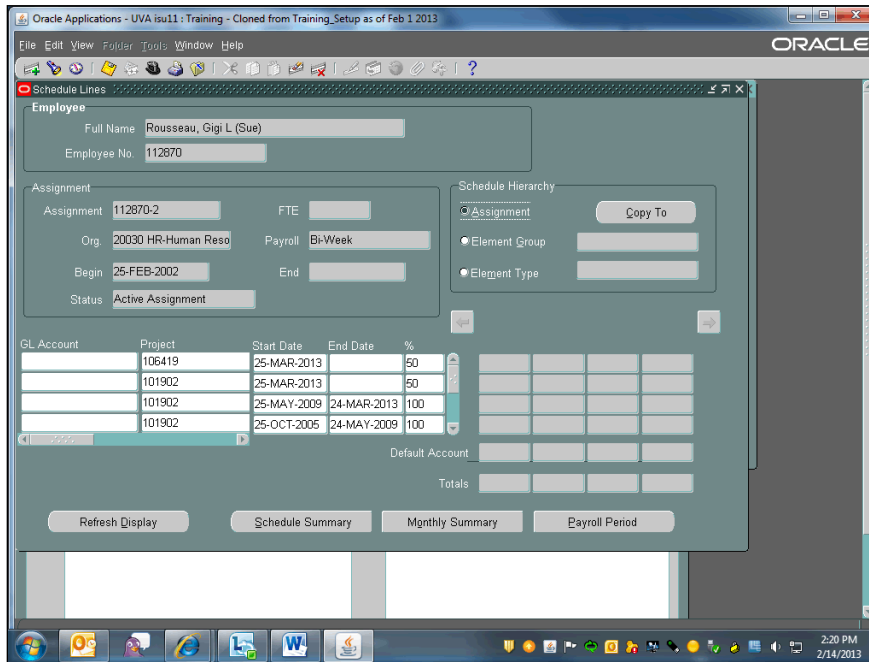 Oracle Applications - UVA isu11 : Training - Cloned from Training_Setup as of Feb 1 2013
File Edit View Folder Tools Window Help
ORACLE
Schedule Lines
Employee
Full Name Rousseau, Gigi L (Sue)
Employee No. 112870
Assignment
Assignment 112870-2 FTE
Org. 20030 HR-Human Reso Payroll Bi-Week
Begin 25-FEB-2002 End
Status Active Assignment
Schedule Hierarchy
Assignment Copy To
Element Group
Element Type
GL Account Project Start Date End Date %
106419 25-MAR-2013 50
101902 25-MAR-2013 50
101902 25-MAY-2009 24-MAR-2013 100
101902 25-OCT-2005 24-MAY-2009 100
Default Account
Totals
Refresh Display Schedule Summary Monthly Summary Payroll Period
2:20 PM
2/14/2013